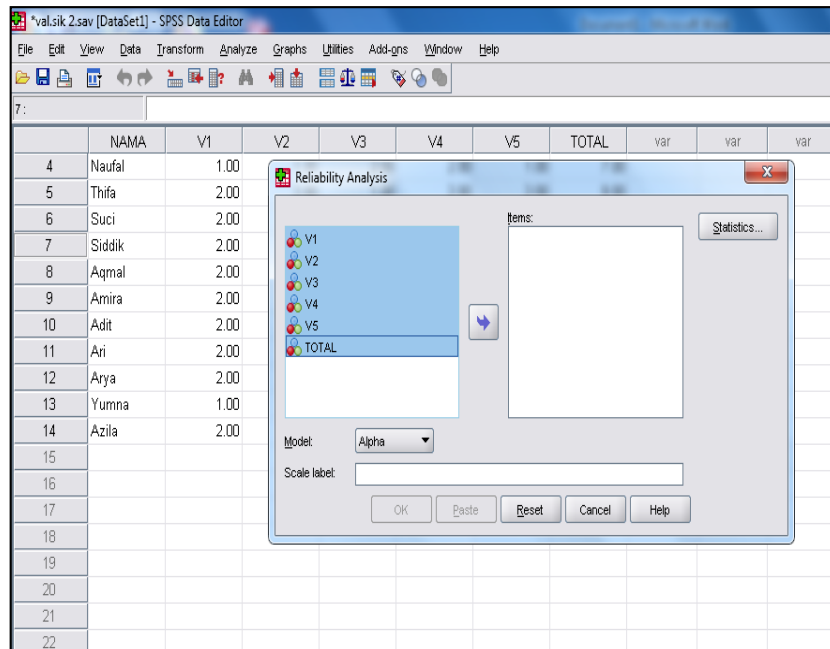 *val.sik 2.sav [DataSet1] - SPSS Data Editor
File Edit View Data Transform Analyze Graphs Utilities Add-ons Window Help
7 :
NAMA V1 V2 V3 V4 V5 TOTAL var var var
4 Naufal 1.00
5 Thifa 2.00
6 Suci 2.00
7 Siddik 2.00
8 Aqmal 2.00
9 Amira 2.00
10 Adit 2.00
11 Ari 2.00
12 Arya 2.00
13 Yumna 1.00
14 Azila 2.00
15
16
17
18
19
20
21
22
Reliability Analysis
Items:
Statistics...
V1
V2
V3
V4
V5
TOTAL
Model: Alpha
Scale label:
OK Paste Reset Cancel Help